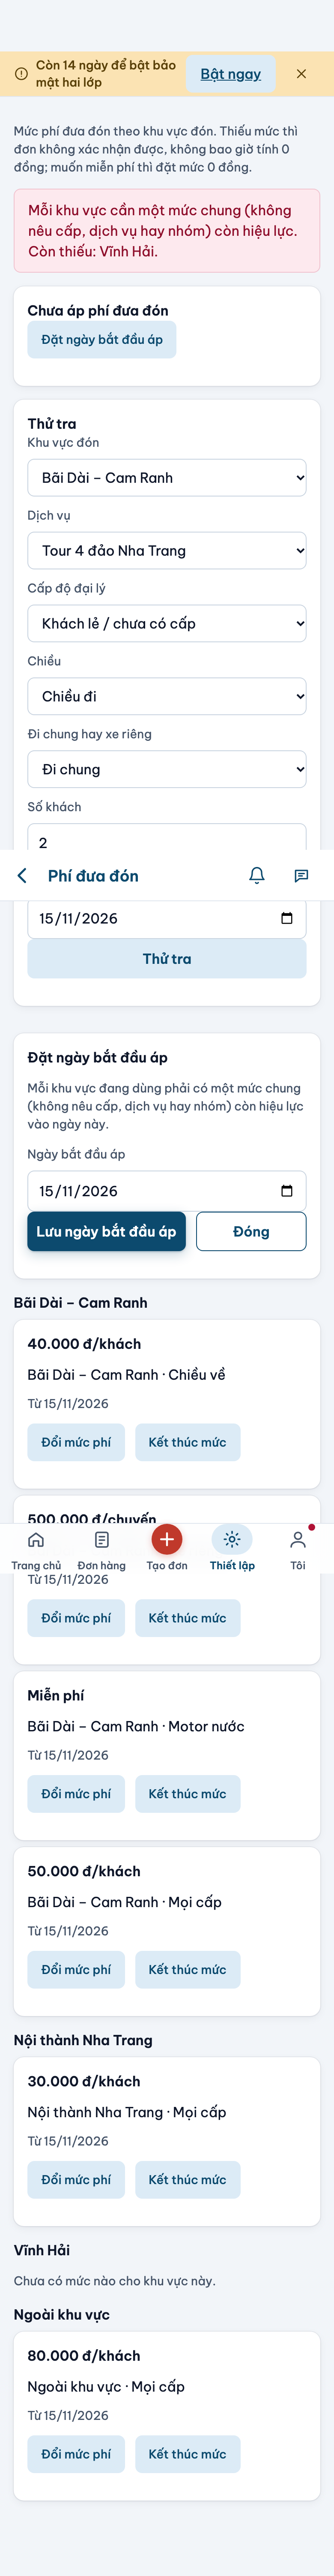 Còn 14 ngày để bật bảo
mật hai lớp
Bật ngay
Mức phí đưa đón theo khu vực đón. Thiếu mức thì
đơn không xác nhận được, không bao giờ tính 0
đồng; muốn miễn phí thì đặt mức 0 đồng.
Mỗi khu vực cần một mức chung (không
nêu cấp, dịch vụ hay nhóm) còn hiệu lực.
Còn thiếu: Vĩnh Hải.
Chưa áp phí đưa đón
Đặt ngày bắt đầu áp
Thử tra
Khu vực đón
Bãi Dài – Cam Ranh
Dịch vụ
Tour 4 đảo Nha Trang
Cấp độ đại lý
Khách lẻ / chưa có cấp
Chiều
Chiều đi
Đi chung hay xe riêng
Đi chung
Số khách
2
Phí đưa đón
15/11/2026
Thử tra
Đặt ngày bắt đầu áp
Mỗi khu vực đang dùng phải có một mức chung
(không nêu cấp, dịch vụ hay nhóm) còn hiệu lực
vào ngày này.
Ngày bắt đầu áp
15/11/2026
Lưu ngày bắt đầu áp
Đóng
Bãi Dài – Cam Ranh
40.000 đ/khách
Bãi Dài – Cam Ranh · Chiều về
Từ 15/11/2026
Đổi mức phí
Kết thúc mức
500.000 đ/chuyến
Trang chủ
Đơn hàng
Tạo đơn
Thiết lập
Tôi
Từ 15/11/2026
Đổi mức phí
Kết thúc mức
Miễn phí
Bãi Dài – Cam Ranh · Motor nước
Từ 15/11/2026
Đổi mức phí
Kết thúc mức
50.000 đ/khách
Bãi Dài – Cam Ranh · Mọi cấp
Từ 15/11/2026
Đổi mức phí
Kết thúc mức
Nội thành Nha Trang
30.000 đ/khách
Nội thành Nha Trang · Mọi cấp
Từ 15/11/2026
Đổi mức phí
Kết thúc mức
Vĩnh Hải
Chưa có mức nào cho khu vực này.
Ngoài khu vực
80.000 đ/khách
Ngoài khu vực · Mọi cấp
Từ 15/11/2026
Đổi mức phí
Kết thúc mức